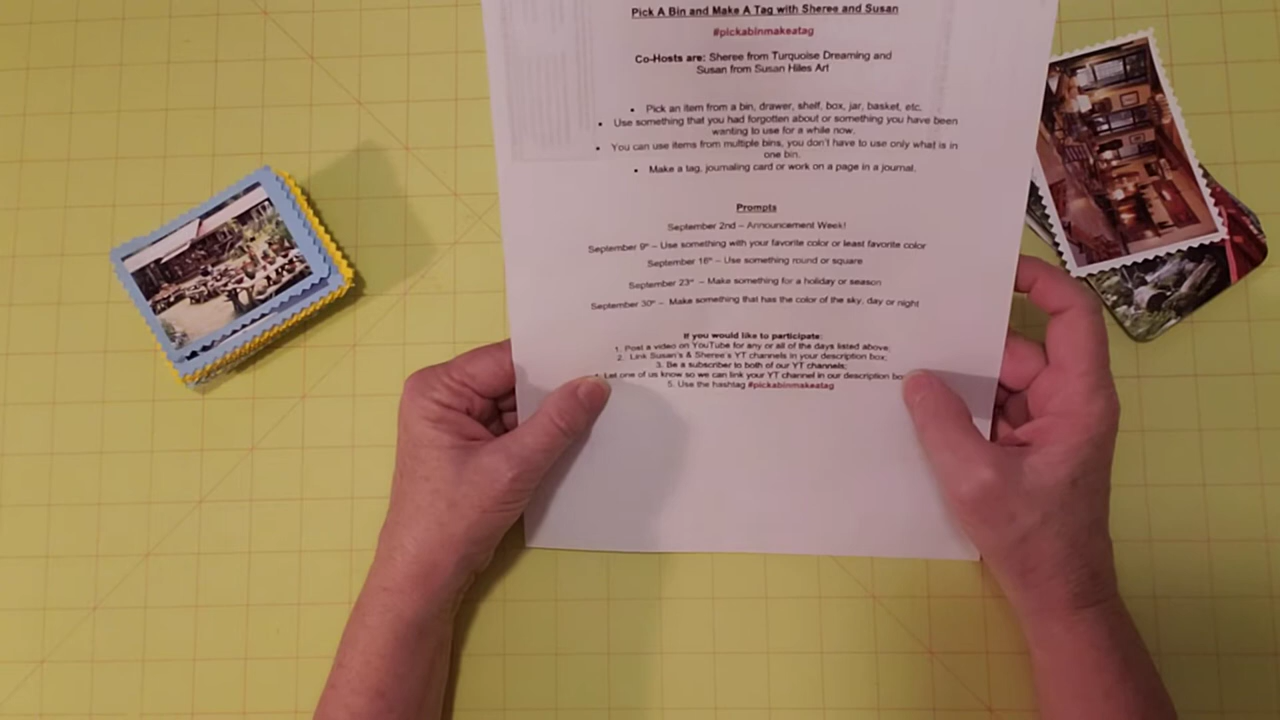 Pick A Bin and Make A Tag with Sheree and Susan
#pickabinmakeatag
Co-Hosts are: Sheree from Turquoise Dreaming and
Susan from Susan Hiles Art
• Pick an item from a bin, drawer, shelf, box, jar, basket, etc.
• Use something that you had forgotten about or something you have been
wanting to use for a while now.
• You can use items from multiple bins, you don't have to use only what is in
one bin.
• Make a tag, journaling card or work on a page in a journal.
Prompts
September 2nd – Announcement Week!
September 9th – Use something with your favorite color or least favorite color
September 16th – Use something round or square
September 23rd – Make something for a holiday or season
September 30th – Make something that has the color of the sky, day or night
If you would like to participate:
1. Post a video on YouTube for any or all of the days listed above;
2. Link Susan's & Sheree's YT channels in your description box;
3. Be a subscriber to both of our YT channels;
Let one of us know so we can link your YT channel in our description
5. Use the hashtag #pickabinmakeatag